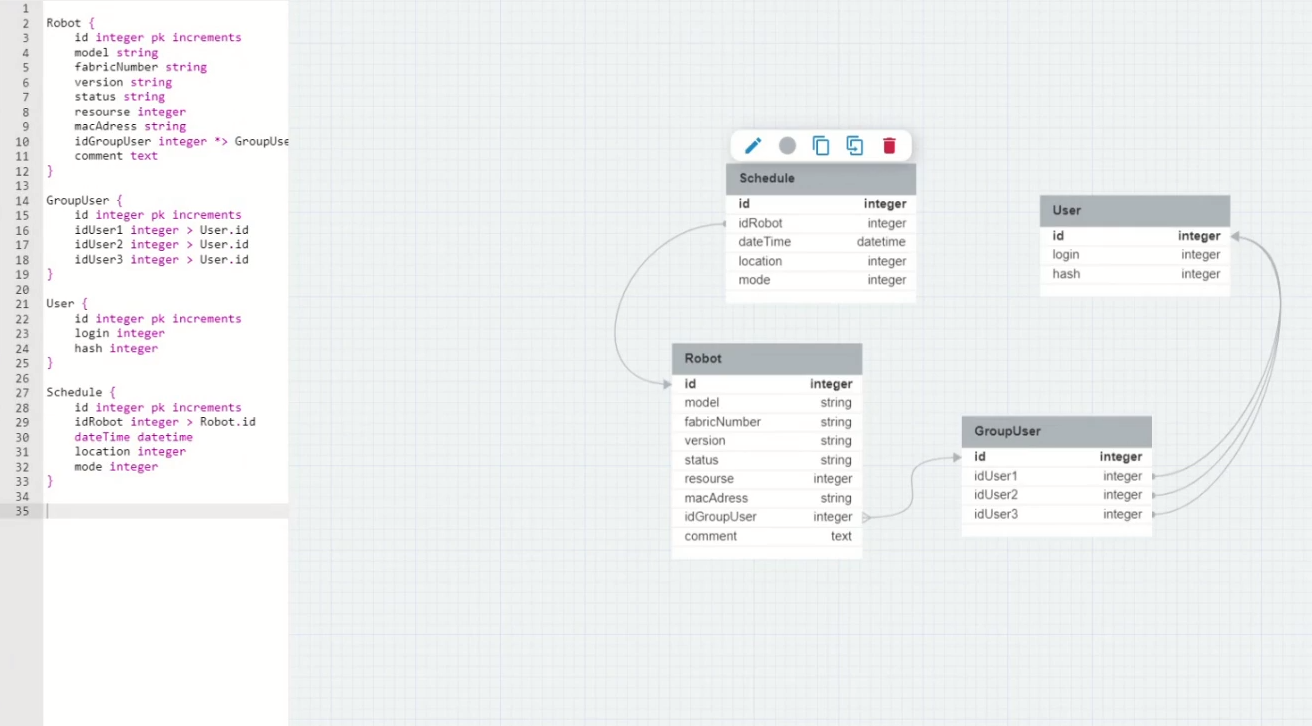 1
2 Robot {
3 id integer pk increments
4 model string
5 fabricNumber string
6 version string
7 status string
8 resourse integer
9 macAdress string
10 idGroupUser integer *> GroupUse
11 comment text
12 }
13
14 GroupUser {
15 id integer pk increments
16 idUser1 integer > User.id
17 idUser2 integer > User.id
18 idUser3 integer > User.id
19 }
20
21 User {
22 id integer pk increments
23 login integer
24 hash integer
25 }
26
27 Schedule {
28 id integer pk increments
29 idRobot integer > Robot.id
30 dateTime datetime
31 location integer
32 mode integer
33 }
34
35
Schedule
id integer
idRobot integer
dateTime datetime
location integer
mode integer
User
id integer
login integer
hash integer
Robot
id integer
model string
fabricNumber string
version string
status string
resourse integer
macAdress string
idGroupUser integer
comment text
GroupUser
id integer
idUser1 integer
idUser2 integer
idUser3 integer